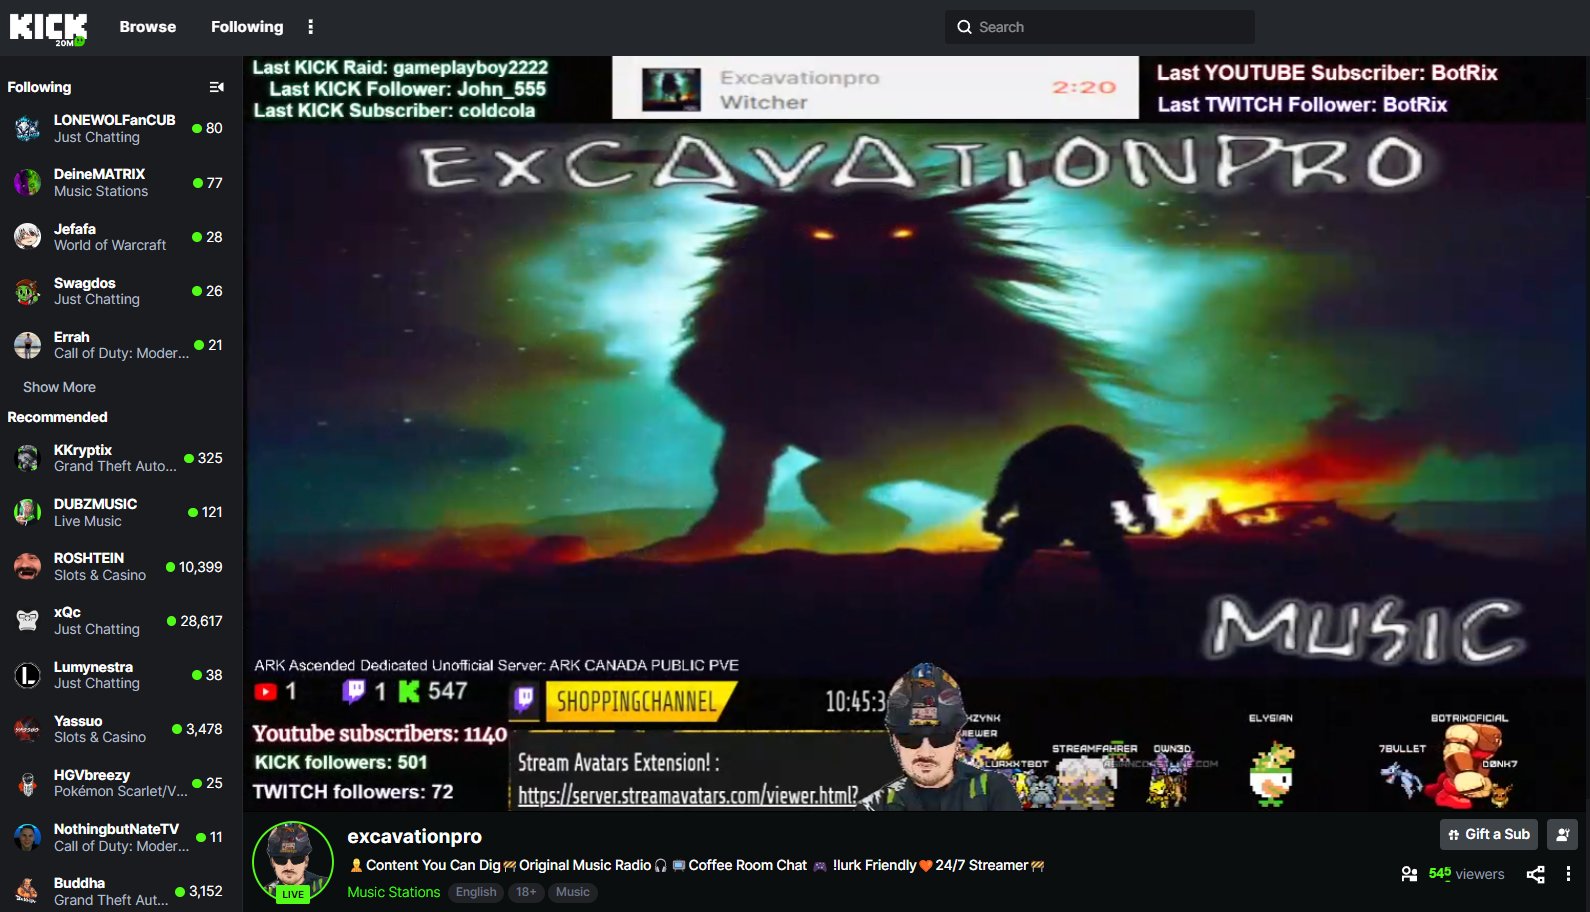 KICK
20M
Browse
Following
Search
Following
LONEWOLFanCUB
80
Just Chatting
DeineMATRIX
77
Music Stations
Jefafa
28
World of Warcraft
Swagdos
26
Just Chatting
Errah
21
Call of Duty: Moder...
Show More
Recommended
KKryptix
325
Grand Theft Auto...
DUBZMUSIC
121
Live Music
ROSHTEIN
10,399
Slots & Casino
xQc
28,617
Just Chatting
Lumynestra
38
Just Chatting
Yassuo
3,478
Slots & Casino
HGVbreezy
25
Pokémon Scarlet/V...
NothingbutNateTV
11
Call of Duty: Moder...
Buddha
3,152
Grand Theft Aut...
Last KICK Raid: gameplayboy2222
Last KICK Follower: John_555
Last KICK Subscriber: coldcola
Excavationpro
Witcher
2:20
Last YOUTUBE Subscriber: BotRix
Last TWITCH Follower: BotRix
EXCAVATIONPRO
MUSIC
ARK Ascended Dedicated Unofficial Server: ARK CANADA PUBLIC PVE
1
1
547
SHOPPINGCHANNEL
10:45:3
Youtube subscribers: 1140
KICK followers: 501
TWITCH followers: 72
Stream Avatars Extension! :
https://server.streamavatars.com/viewer.html?
STREAMFAHRER
OWN3D
ELYSIAN
BOTRIXOFICIAL
7BULLET
D0NK7
excavationpro
Content You Can Dig Original Music Radio Coffee Room Chat !lurk Friendly 24/7 Streamer
LIVE
Music Stations
English
18+
Music
Gift a Sub
545 viewers